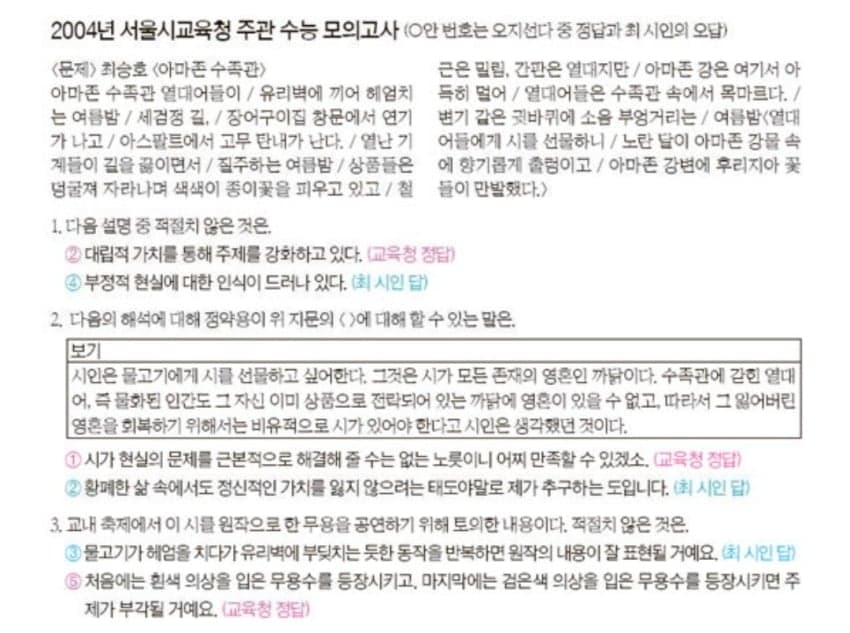 2004년 서울시교육청 주관 수능 모의고사 (○안 번호는 오지선다 중 정답과 최 시인의 오답)
〈문제〉 최승호 〈아마존 수족관〉
아마존 수족관 열대어들이 / 유리벽에 끼어 헤엄치
는 여름밤 / 세검정 길, / 장어구이집 창문에서 연기
가 나고 / 아스팔트에서 고무 탄내가 난다. / 열난 기
계들이 길을 끓이면서 / 질주하는 여름밤 / 상품들은
덩굴져 자라나며 색색이 종이꽃을 피우고 있고 / 철
근은 밀림, 간판은 열대지만 / 아마존 강은 여기서 아
득히 멀어 / 열대어들은 수족관 속에서 목마르다. /
변기 같은 귓바퀴에 소음 부엉거리는 / 여름밤〈열대
어들에게 시를 선물하니 / 노란 달이 아마존 강물 속
에 향기롭게 출렁이고 / 아마존 강변에 후리지아 꽃
들이 만발했다.〉
1. 다음 설명 중 적절치 않은 것은.
② 대립적 가치를 통해 주제를 강화하고 있다. (교육청 정답)
④ 부정적 현실에 대한 인식이 드러나 있다. (최 시인 답)
2. 다음의 해석에 대해 정약용이 위 지문의 〈 〉에 대해 할 수 있는 말은.
보기
시인은 물고기에게 시를 선물하고 싶어한다. 그것은 시가 모든 존재의 영혼인 까닭이다. 수족관에 갇힌 열대
어, 즉 물화된 인간도 그 자신 이미 상품으로 전락되어 있는 까닭에 영혼이 있을 수 없고, 따라서 그 잃어버린
영혼을 회복하기 위해서는 비유적으로 시가 있어야 한다고 시인은 생각했던 것이다.
① 시가 현실의 문제를 근본적으로 해결해 줄 수는 없는 노릇이니 어찌 만족할 수 있겠소. (교육청 정답)
② 황폐한 삶 속에서도 정신적인 가치를 잃지 않으려는 태도야말로 제가 추구하는 도입니다. (최 시인 답)
3. 교내 축제에서 이 시를 원작으로 한 무용을 공연하기 위해 토의한 내용이다. 적절치 않은 것은.
③ 물고기가 헤엄을 치다가 유리벽에 부딪치는 듯한 동작을 반복하면 원작의 내용이 잘 표현될 거예요. (최 시인 답)
⑤ 처음에는 흰색 의상을 입은 무용수를 등장시키고, 마지막에는 검은색 의상을 입은 무용수를 등장시키면 주
제가 부각될 거예요. (교육청 정답)